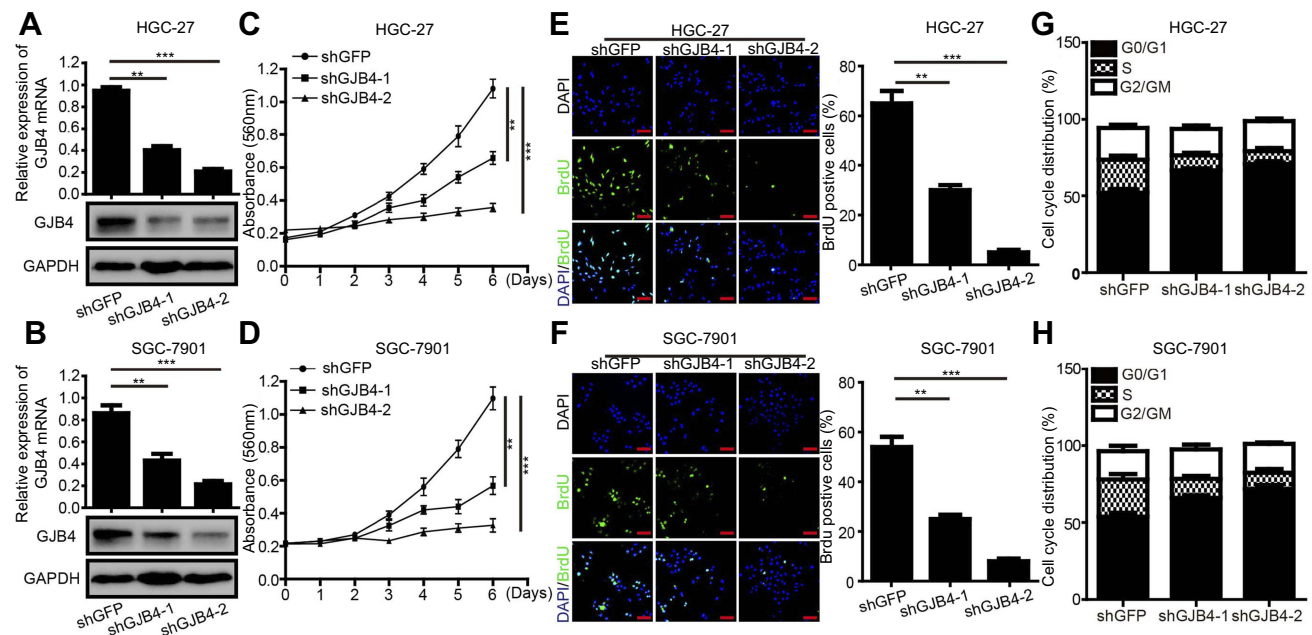 A
HGC-27
***
**
Relative expression of
GJB4 mRNA
1.2
1.0
0.8
0.6
0.4
0.2
0.0
GJB4
GAPDH
shGFP
shGJB4-1
shGJB4-2
C
HGC-27
shGFP
shGJB4-1
shGJB4-2
Absorbance (560nm)
1.2
1.0
0.8
0.6
0.4
0.2
0.0
0 1 2 3 4 5 6 (Days)
**
***
E
HGC-27
shGFP shGJB4-1 shGJB4-2
DAPI
BrdU
DAPI/BrdU
HGC-27
***
**
BrdU postive cells (%)
80
60
40
20
0
shGFP
shGJB4-1
shGJB4-2
G
HGC-27
G0/G1
S
G2/GM
Cell cycle distribution (%)
150
100
50
0
shGFP shGJB4-1 shGJB4-2
B
SGC-7901
***
**
Relative expression of
GJB4 mRNA
1.2
1.0
0.8
0.6
0.4
0.2
0.0
GJB4
GAPDH
shGFP
shGJB4-1
shGJB4-2
D
SGC-7901
shGFP
shGJB4-1
shGJB4-2
Absorbance (560nm)
1.2
1.0
0.8
0.6
0.4
0.2
0.0
0 1 2 3 4 5 6 (Days)
**
***
F
SGC-7901
shGFP shGJB4-1 shGJB4-2
DAPI
BrdU
DAPI/BrdU
SGC-7901
***
**
BrdU postive cells (%)
80
60
40
20
0
shGFP
shGJB4-1
shGJB4-2
H
SGC-7901
G0/G1
S
G2/GM
Cell cycle distribution (%)
150
100
50
0
shGFP shGJB4-1 shGJB4-2